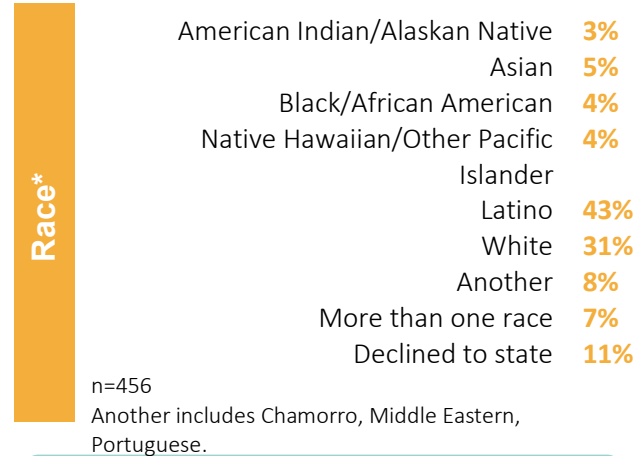 Race*
American Indian/Alaskan Native 3%
Asian 5%
Black/African American 4%
Native Hawaiian/Other Pacific 4%
Islander
Latino 43%
White 31%
Another 8%
More than one race 7%
Declined to state 11%
n=456
Another includes Chamorro, Middle Eastern,
Portuguese.